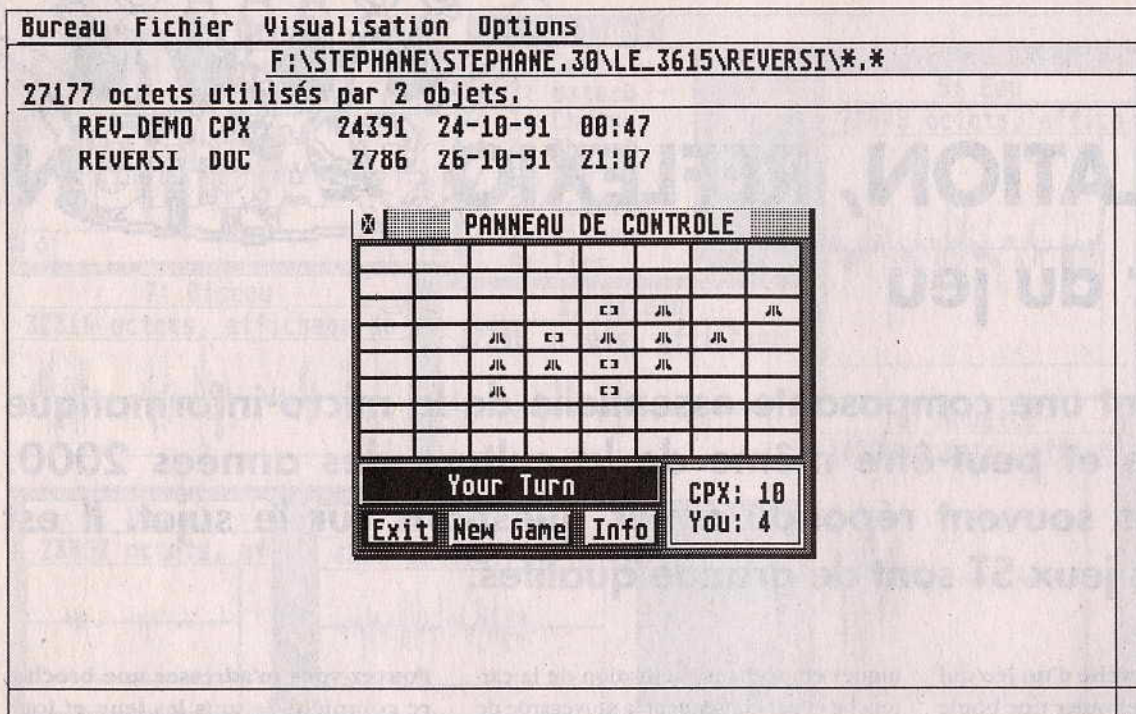 Bureau Fichier Visualisation Options
F:\STEPHANE\STEPHANE.30\LE_3615\REVERSI\*.*
27177 octets utilisés par 2 objets.
REV_DEMO CPX 24391 24-10-91 00:47
REVERSI DOC 2786 26-10-91 21:07
PANNEAU DE CONTROLE
Your Turn
CPX: 10
You: 4
Exit New Game Info